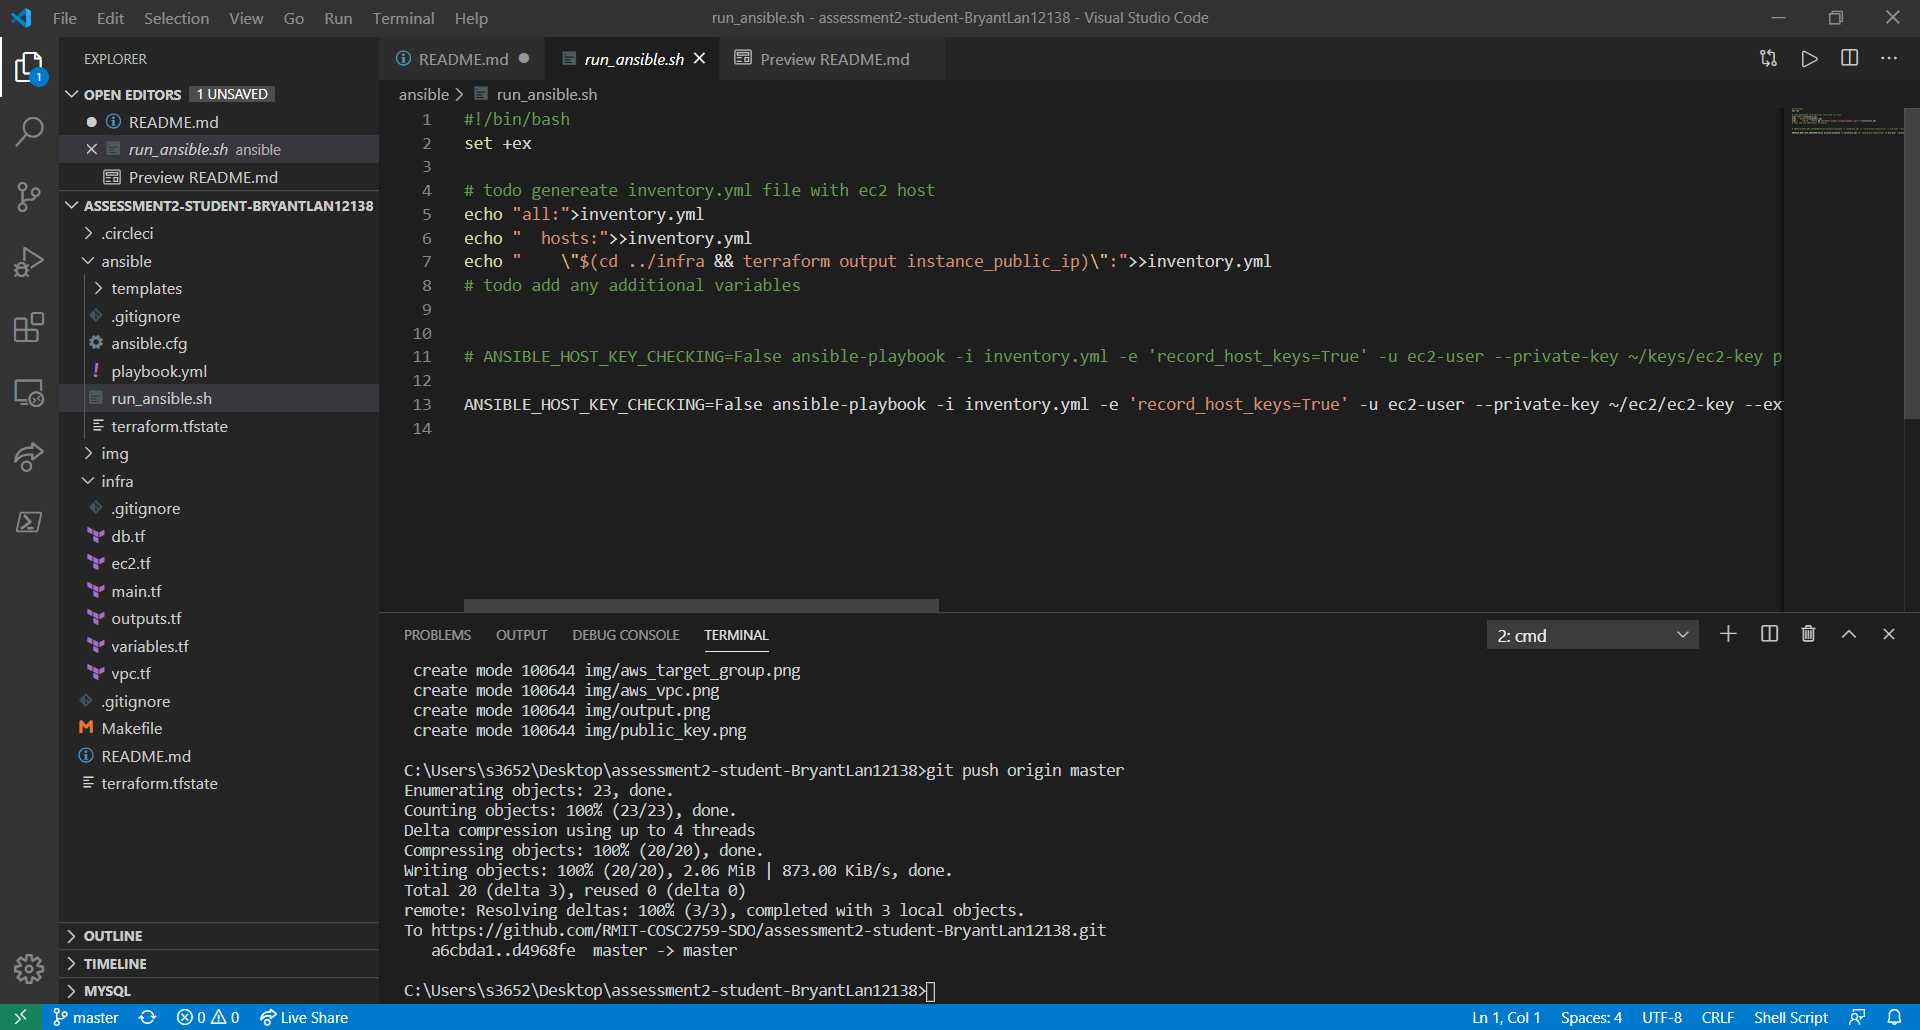 File Edit Selection View Go Run Terminal Help
run_ansible.sh - assessment2-student-BryantLan12138 - Visual Studio Code
EXPLORER
OPEN EDITORS 1 UNSAVED
README.md
run_ansible.sh ansible
Preview README.md
ASSESSMENT2-STUDENT-BRYANTLAN12138
.circleci
ansible
templates
.gitignore
ansible.cfg
playbook.yml
run_ansible.sh
terraform.tfstate
img
infra
.gitignore
db.tf
ec2.tf
main.tf
outputs.tf
variables.tf
vpc.tf
.gitignore
Makefile
README.md
terraform.tfstate
OUTLINE
TIMELINE
MYSQL
1
README.md run_ansible.sh Preview README.md
ansible > run_ansible.sh
1 #!/bin/bash
2 set +ex
3
4 # todo genereate inventory.yml file with ec2 host
5 echo "all:">inventory.yml
6 echo "  hosts:">>inventory.yml
7 echo "    \"$(cd ../infra && terraform output instance_public_ip)\":">>inventory.yml
8 # todo add any additional variables
9
10
11 # ANSIBLE_HOST_KEY_CHECKING=False ansible-playbook -i inventory.yml -e 'record_host_keys=True' -u ec2-user --private-key ~/keys/ec2-key p
12
13 ANSIBLE_HOST_KEY_CHECKING=False ansible-playbook -i inventory.yml -e 'record_host_keys=True' -u ec2-user --private-key ~/ec2/ec2-key --ex
14
PROBLEMS OUTPUT DEBUG CONSOLE TERMINAL
2: cmd
create mode 100644 img/aws_target_group.png
create mode 100644 img/aws_vpc.png
create mode 100644 img/output.png
create mode 100644 img/public_key.png
C:\Users\s3652\Desktop\assessment2-student-BryantLan12138>git push origin master
Enumerating objects: 23, done.
Counting objects: 100% (23/23), done.
Delta compression using up to 4 threads
Compressing objects: 100% (20/20), done.
Writing objects: 100% (20/20), 2.06 MiB | 873.00 KiB/s, done.
Total 20 (delta 3), reused 0 (delta 0)
remote: Resolving deltas: 100% (3/3), completed with 3 local objects.
To https://github.com/RMIT-COSC2759-SDO/assessment2-student-BryantLan12138.git
   a6cbda1..d4968fe  master -> master
C:\Users\s3652\Desktop\assessment2-student-BryantLan12138>
master 0 0 Live Share
Ln 1, Col 1 Spaces: 4 UTF-8 CRLF Shell Script